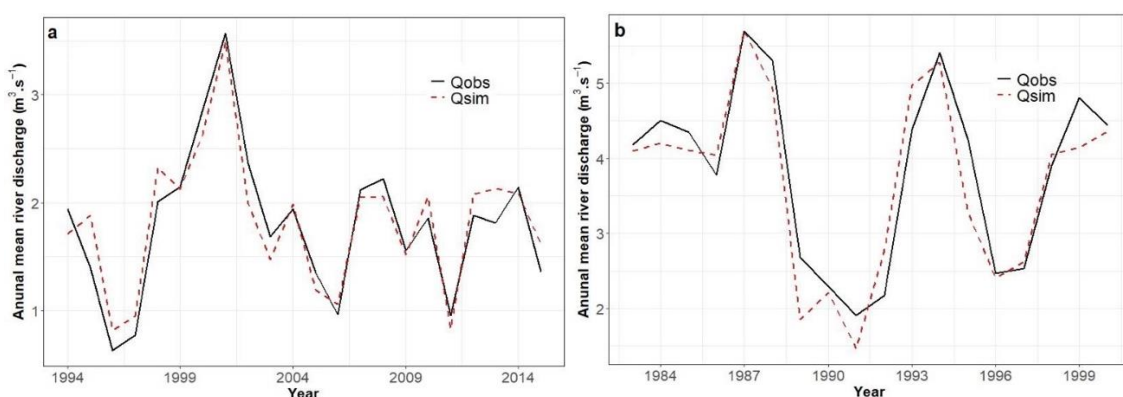 a
Anunal mean river discharge (m³.s⁻¹)
3
2
1
Qobs
Qsim
1994 1999 2004 2009 2014
Year
b
Anunal mean river discharge (m³.s⁻¹)
5
4
3
2
Qobs
Qsim
1984 1987 1990 1993 1996 1999
Year